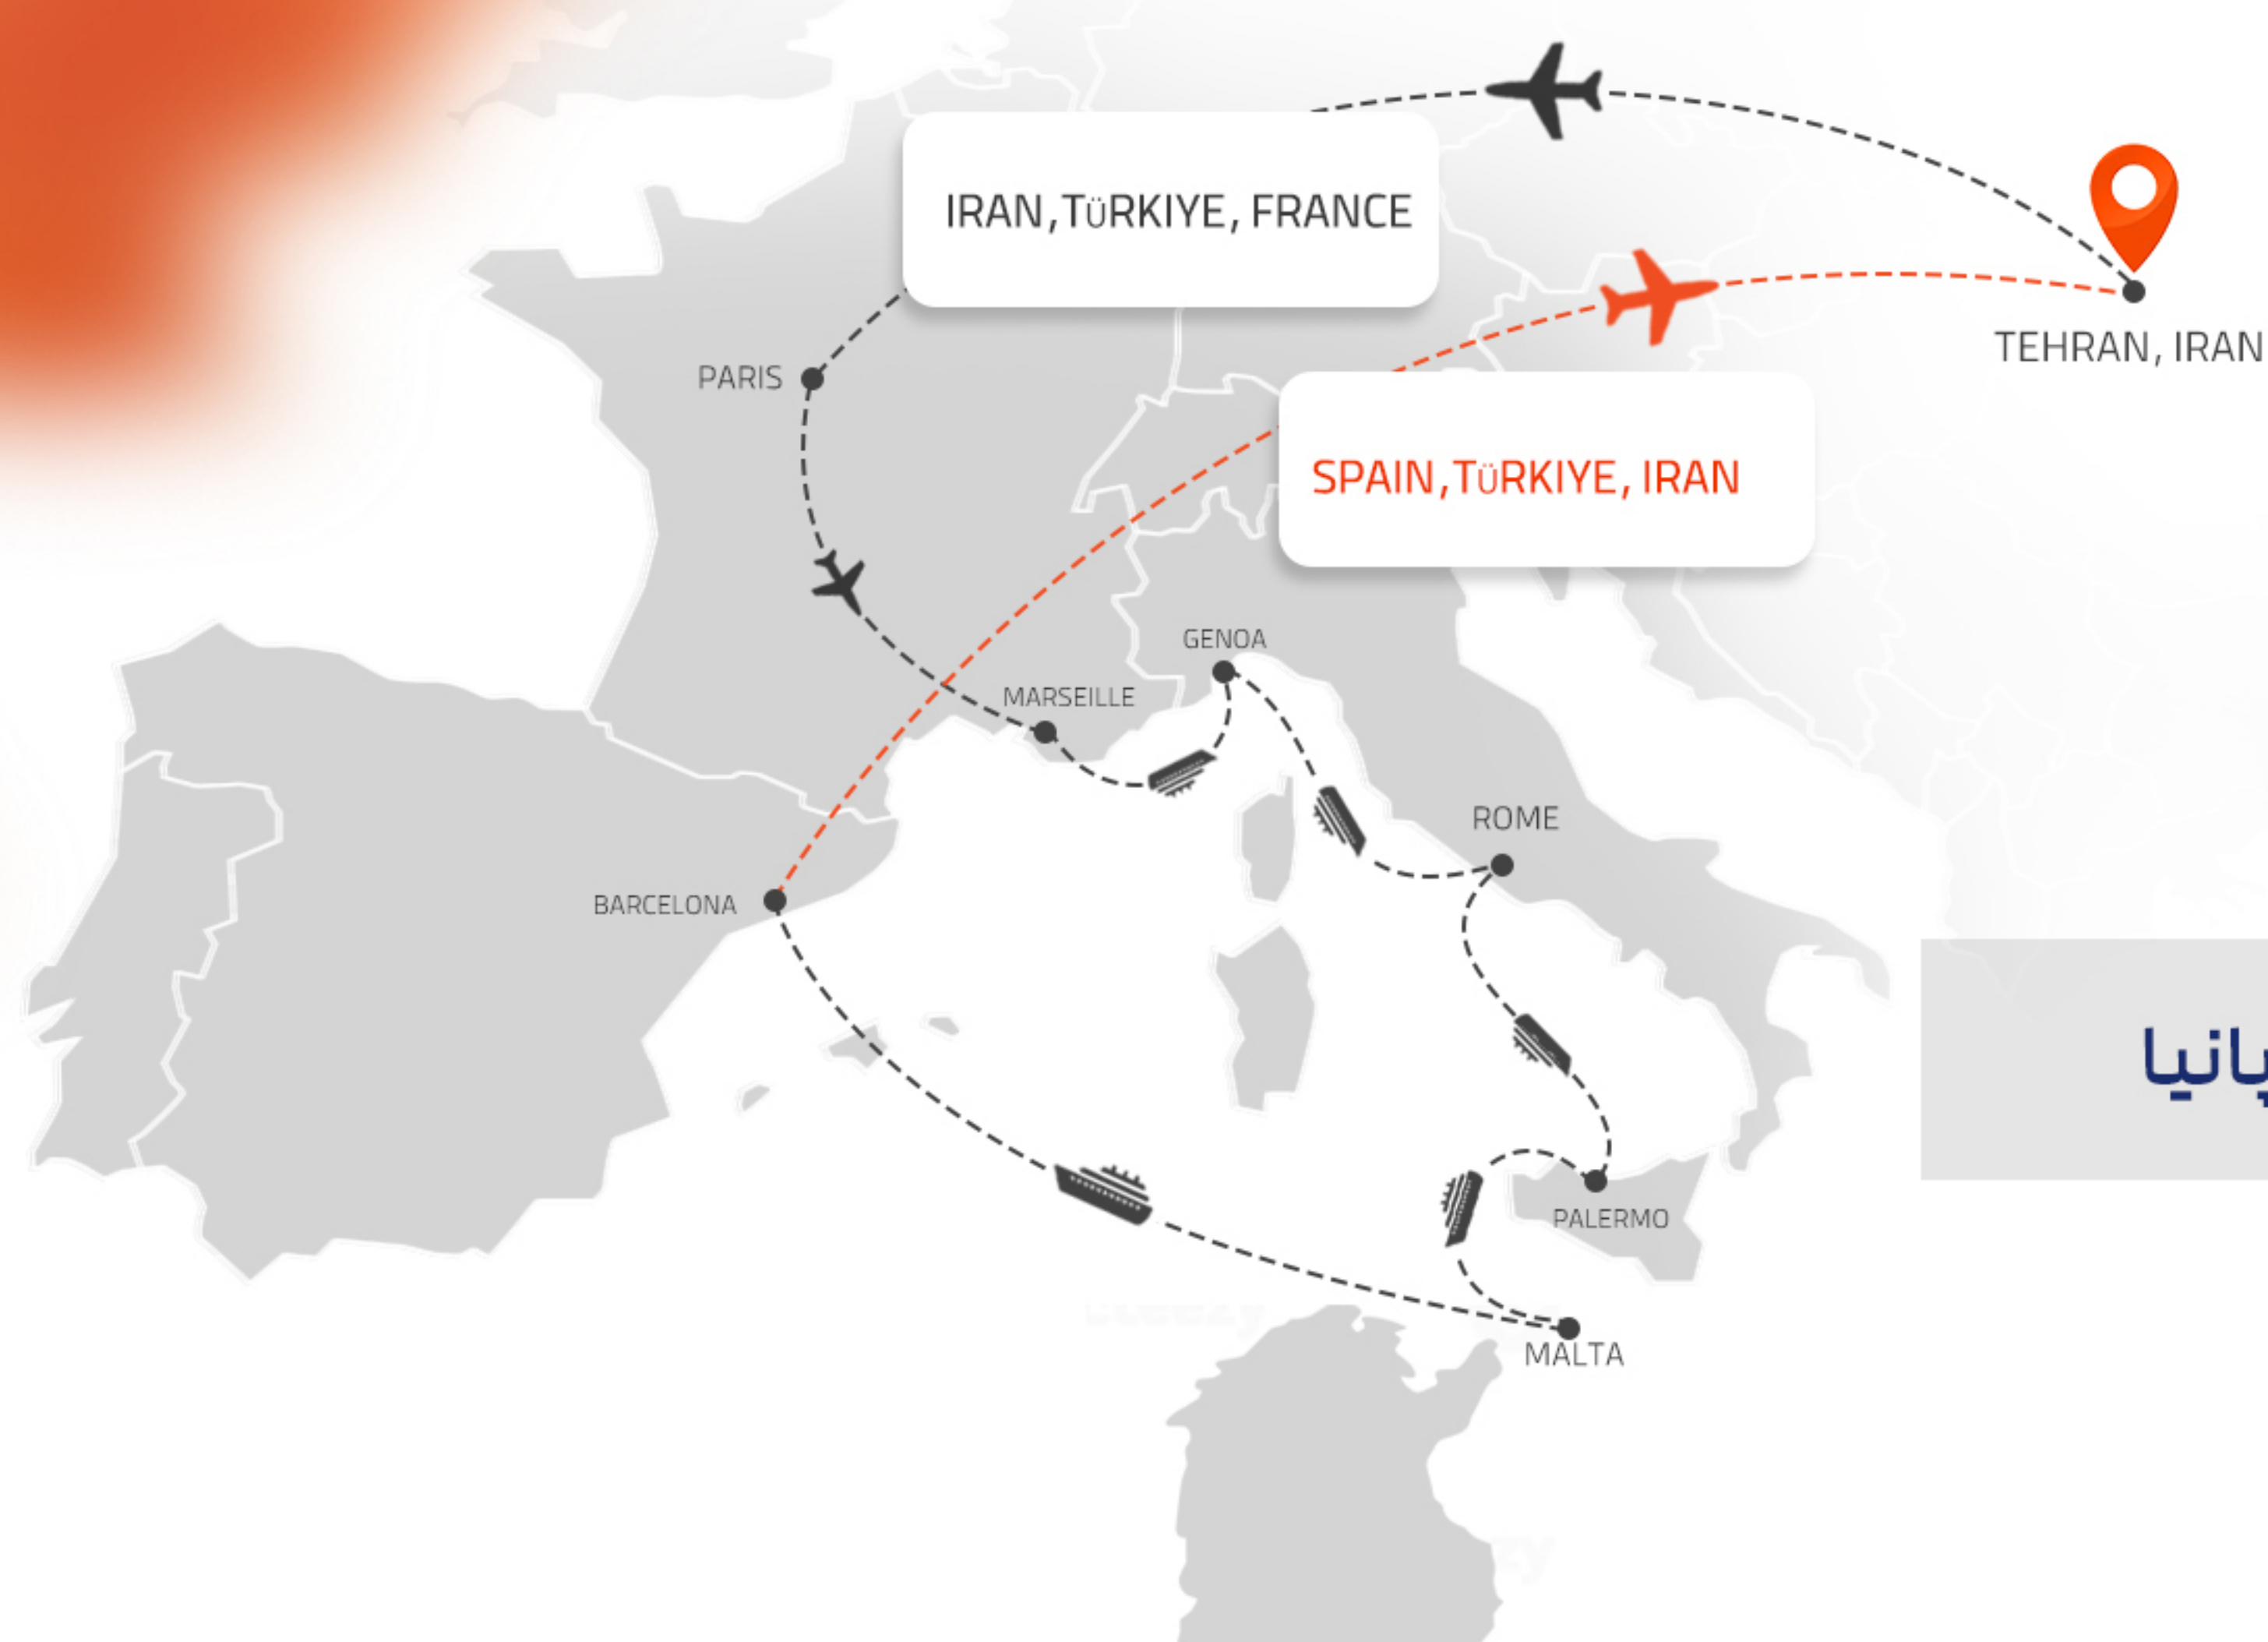 IRAN,TüRKIYE, FRANCE
TEHRAN, IRAN
PARIS
SPAIN,TüRKIYE, IRAN
GENOA
MARSEILLE
ROME
BARCELONA
PALERMO
MALTA